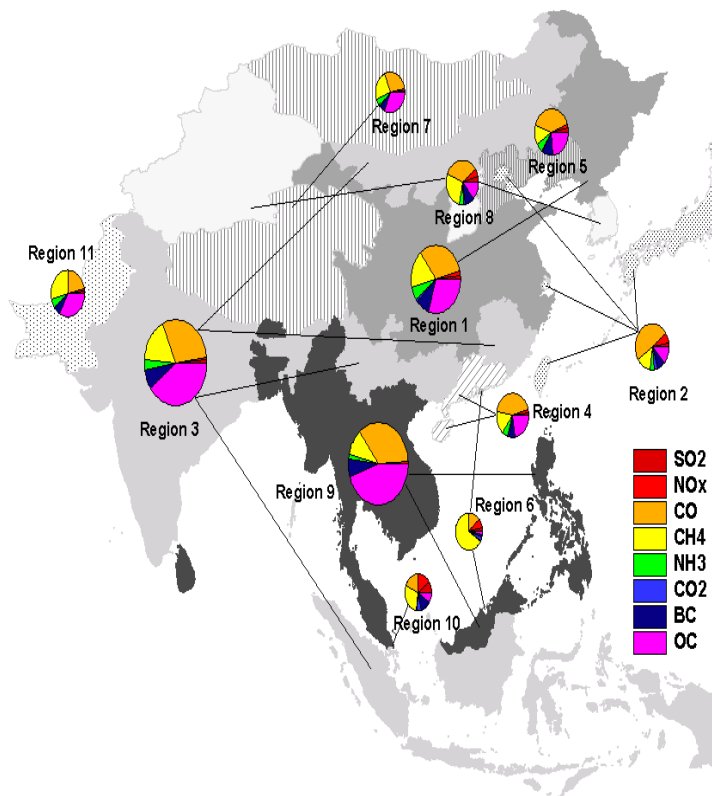 Region 7
Region 5
Region 8
Region 11
Region 1
Region 2
Region 3
Region 4
Region 9
Region 6
Region 10
SO2
NOx
CO
CH4
NH3
CO2
BC
OC